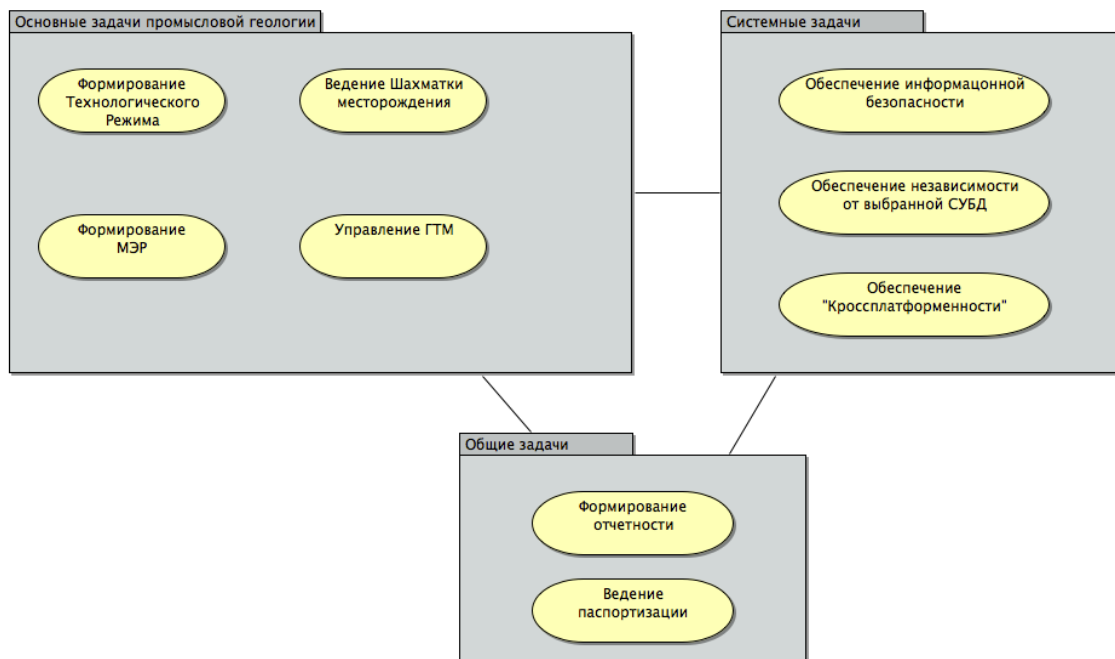 Основные задачи промысловой геологии
Формирование
Технологического
Режима
Ведение Шахматки
месторождения
Формирование
МЭР
Управление ГТМ
Системные задачи
Обеспечение информацонной
безопасности
Обеспечение независимости
от выбранной СУБД
Обеспечение
"Кроссплатформенности"
Общие задачи
Формирование
отчетности
Ведение
паспортизации